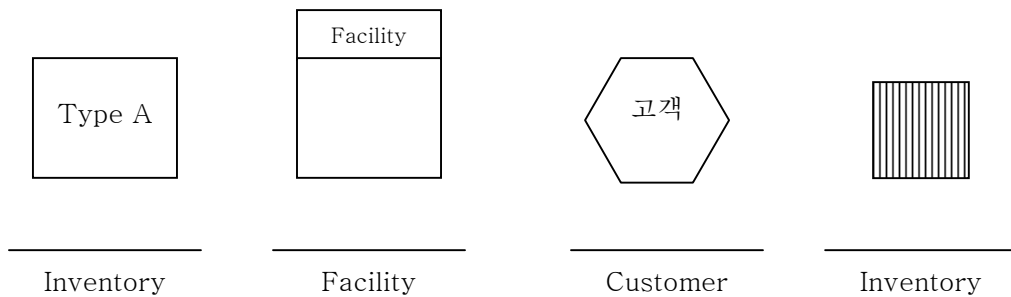 Facility
Type A
고객
Inventory
Facility
Customer
Inventory